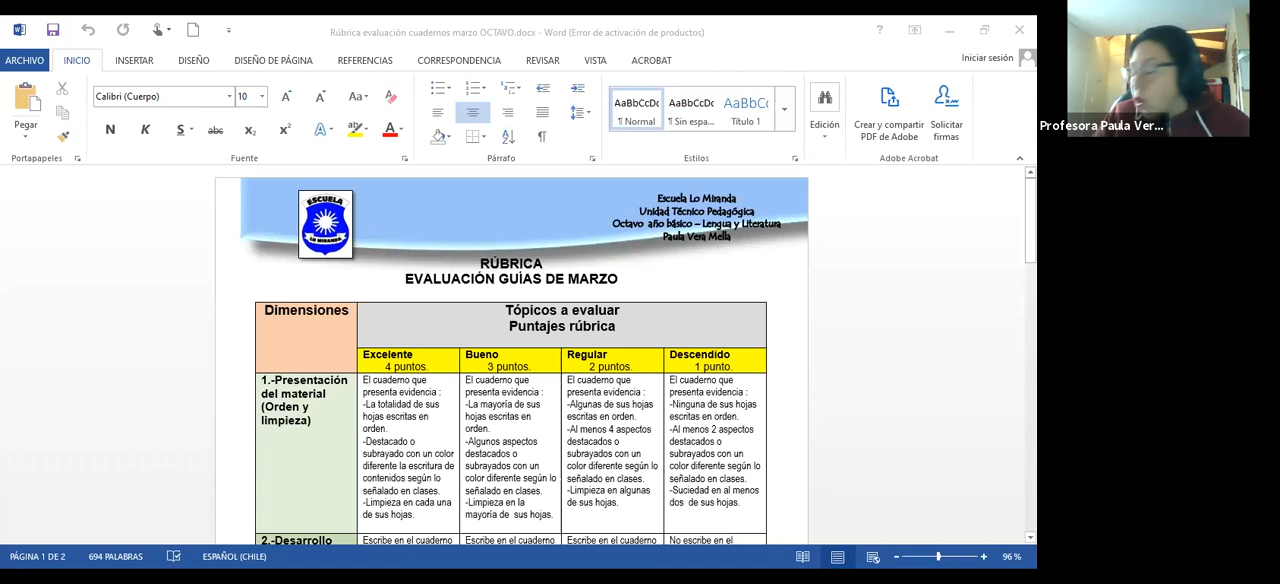 Rúbrica evaluación cuadernos marzo OCTAVO.docx - Word (Error de activación de productos)
?
ARCHIVO INICIO INSERTAR DISEÑO DISEÑO DE PÁGINA REFERENCIAS CORRESPONDENCIA REVISAR VISTA ACROBAT Iniciar sesión
Calibri (Cuerpo) 10 Aa
AaBbCcDc AaBbCcDc AaBbC
Pegar
N K S abc x₂ x² A A
¶ Normal ¶ Sin espa... Título 1
Edición
Crear y compartir
PDF de Adobe
Solicitar
firmas
Portapapeles Fuente Párrafo Estilos Adobe Acrobat
Profesora Paula Ver...
ESCUELA
LO MIRANDA
Escuela Lo Miranda
Unidad Técnico Pedagógica
Octavo año básico – Lengua y Literatura
Paula Vera Mella
RÚBRICA
EVALUACIÓN GUÍAS DE MARZO
Dimensiones
Tópicos a evaluar
Puntajes rúbrica
Excelente
4 puntos.
Bueno
3 puntos.
Regular
2 puntos.
Descendido
1 punto.
1.-Presentación
del material
(Orden y
limpieza)
El cuaderno que
presenta evidencia :
-La totalidad de sus
hojas escritas en
orden.
-Destacado o
subrayado con un color
diferente la escritura de
contenidos según lo
señalado en clases.
-Limpieza en cada una
de sus hojas.
El cuaderno que
presenta evidencia :
-La mayoría de sus
hojas escritas en
orden.
-Algunos aspectos
destacados o
subrayados con un
color diferente según lo
señalado en clases.
-Limpieza en la
mayoría de sus hojas.
El cuaderno que
presenta evidencia :
-Algunas de sus hojas
escritas en orden.
-Al menos 4 aspectos
destacados o
subrayados con un
color diferente según lo
señalado en clases.
-Limpieza en algunas
de sus hojas.
El cuaderno que
presenta evidencia :
-Ninguna de sus hojas
escritas en orden.
-Al menos 2 aspectos
destacados o
subrayados con un
color diferente según lo
señalado en clases.
-Suciedad en al menos
dos de sus hojas.
2.-Desarrollo
Escribe en el cuaderno
Escribe en el cuaderno
Escribe en el cuaderno
No escribe en el
PÁGINA 1 DE 2 694 PALABRAS ESPAÑOL (CHILE) 96 %